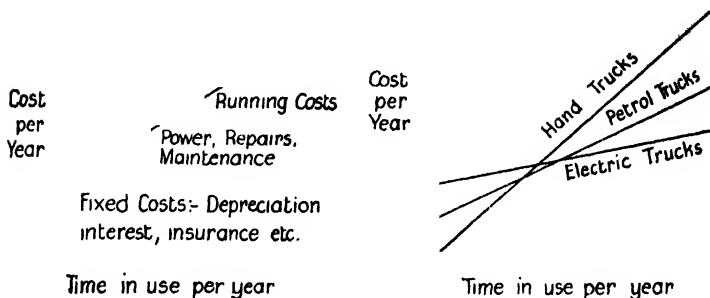 Cost
per
Year
Running Costs
Power, Repairs,
Maintenance
Fixed Costs:- Depreciation
interest, insurance etc.
Time in use per year
Cost
per
Year
Hand Trucks
Petrol Trucks
Electric Trucks
Time in use per year